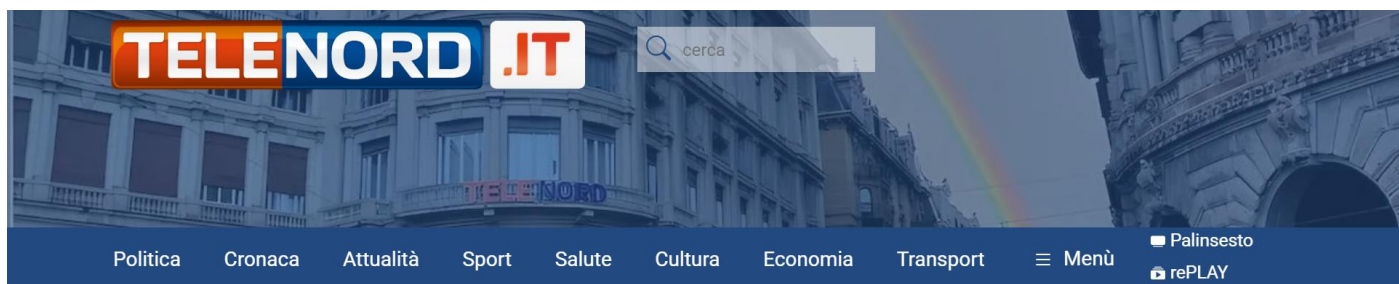 TELENORD .IT
cerca
TELENORD
Politica Cronaca Attualità Sport Salute Cultura Economia Transport Menù
Palinsesto
rePLAY